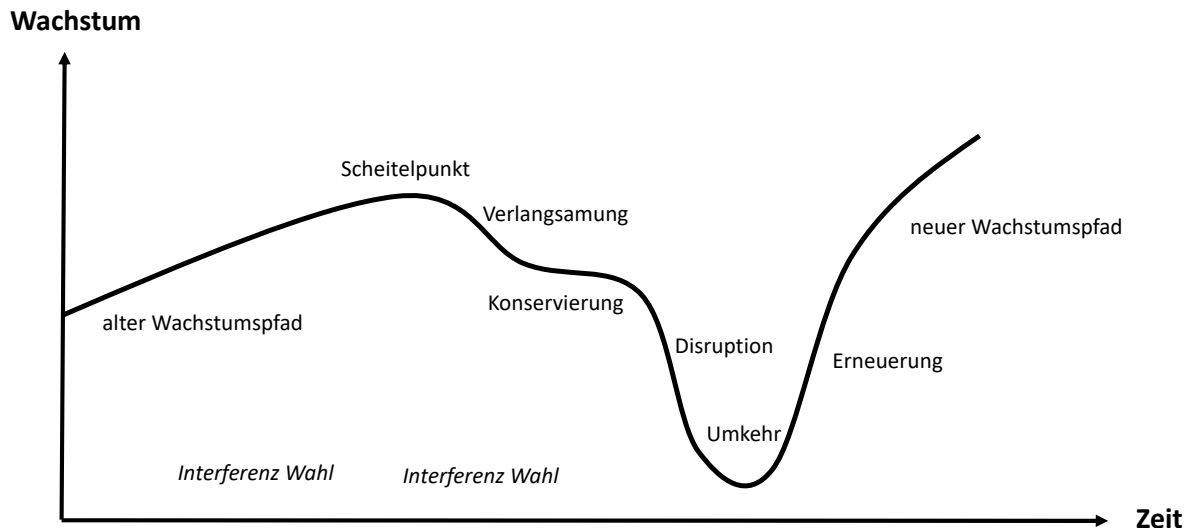 Wachstum
Scheitelpunkt
Verlangsamung
neuer Wachstumspfad
Konservierung
alter Wachstumspfad
Disruption
Erneuerung
Umkehr
Interferenz Wahl
Interferenz Wahl
Zeit